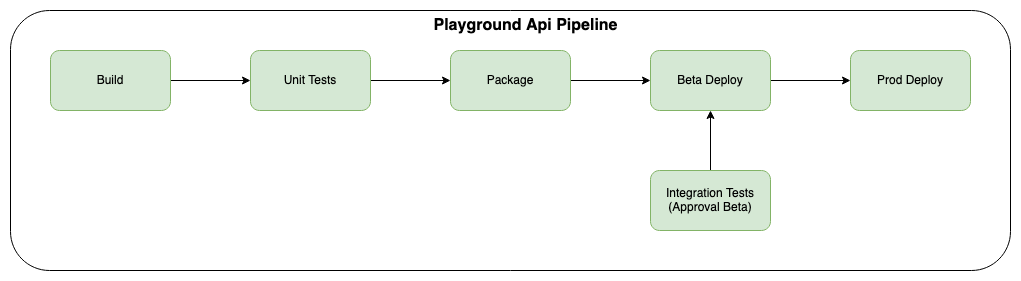 Playground Api Pipeline
Build
Unit Tests
Package
Beta Deploy
Prod Deploy
Integration Tests
(Approval Beta)